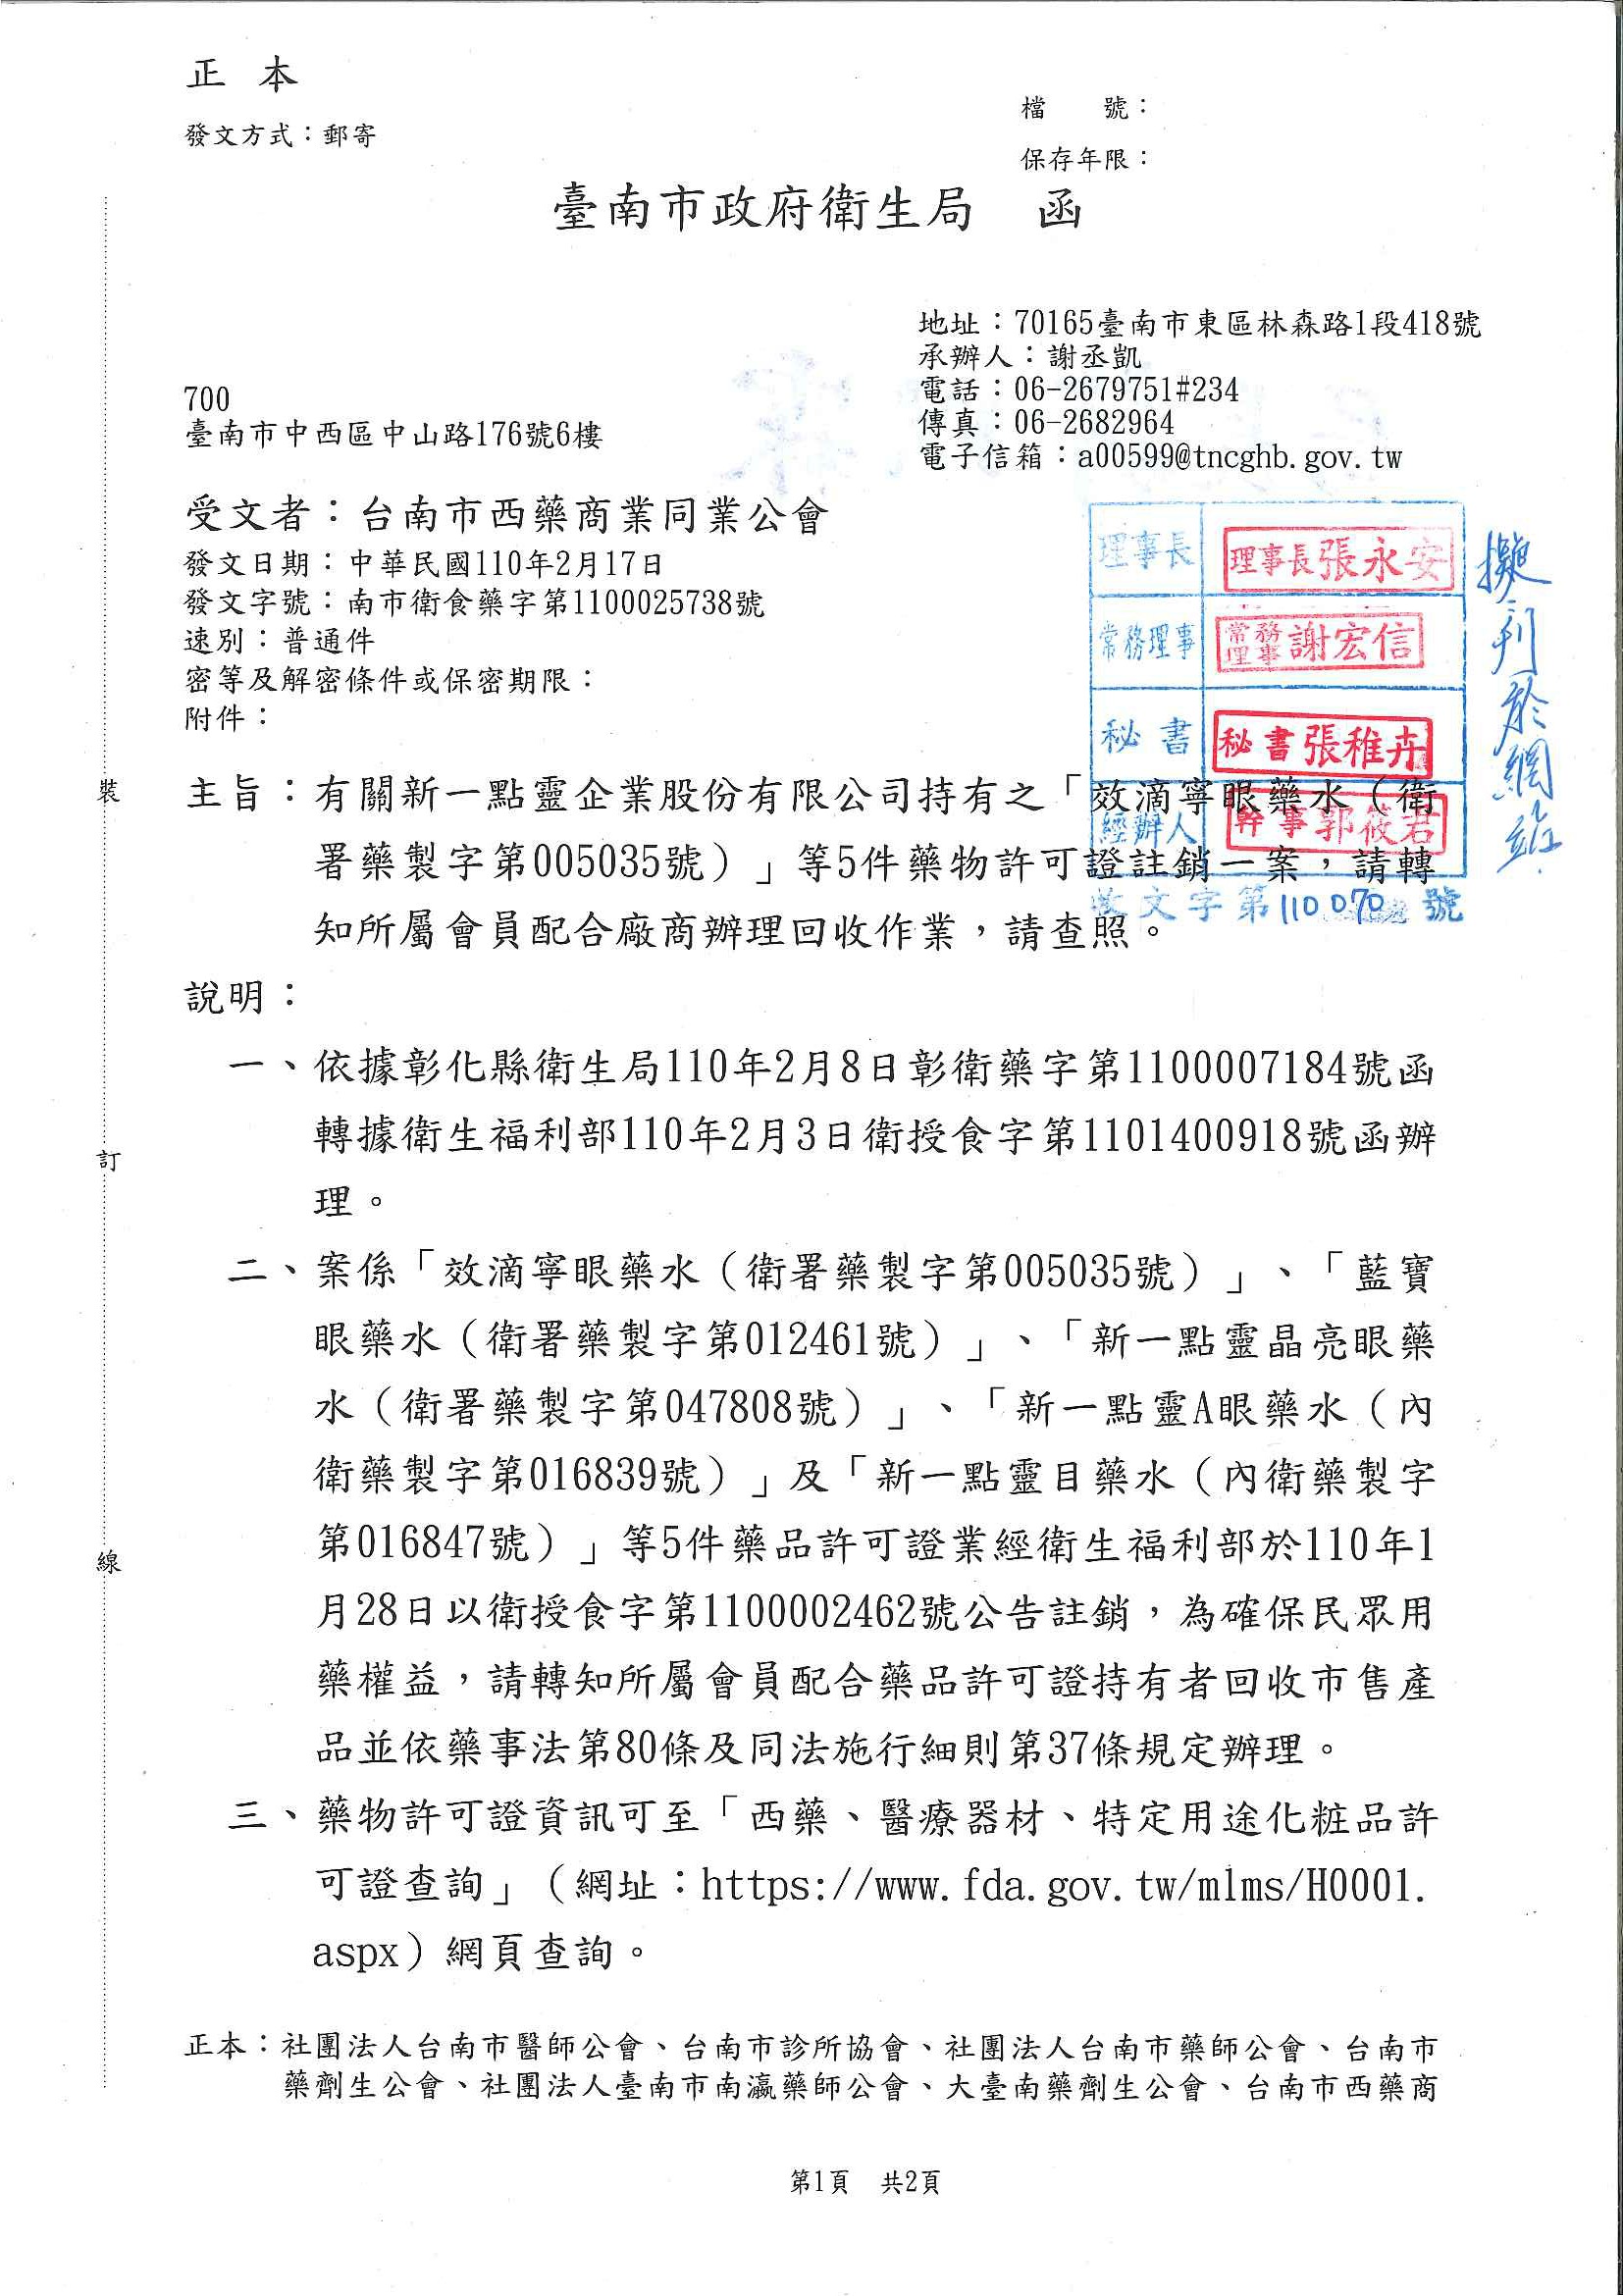 正 本
發文方式：郵寄
檔 號：
保存年限：
臺南市政府衛生局 函
地址：70165臺南市東區林森路1段418號
承辦人：謝丞凱
電話：06-2679751#234
傳真：06-2682964
電子信箱：a00599@tncghb.gov.tw
700
臺南市中西區中山路176號6樓
受文者：台南市西藥商業同業公會
發文日期：中華民國110年2月17日
發文字號：南市衛食藥字第1100025738號
速別：普通件
密等及解密條件或保密期限：
附件：
理事長 理事長張永安
常務理事 常務理事謝宏信
秘書 秘書張稚卉
經辦人 幹事郭筱君
收文字第110070號
擬刊於網站
主旨：有關新一點靈企業股份有限公司持有之「效滴寧眼藥水（衛
署藥製字第005035號）」等5件藥物許可證註銷一案，請轉
知所屬會員配合廠商辦理回收作業，請查照。
說明：
一、依據彰化縣衛生局110年2月8日彰衛藥字第1100007184號函
轉據衛生福利部110年2月3日衛授食字第1101400918號函辦
理。
二、案係「效滴寧眼藥水（衛署藥製字第005035號）」、「藍寶
眼藥水（衛署藥製字第012461號）」、「新一點靈晶亮眼藥
水（衛署藥製字第047808號）」、「新一點靈A眼藥水（內
衛藥製字第016839號）」及「新一點靈目藥水（內衛藥製字
第016847號）」等5件藥品許可證業經衛生福利部於110年1
月28日以衛授食字第1100002462號公告註銷，為確保民眾用
藥權益，請轉知所屬會員配合藥品許可證持有者回收市售產
品並依藥事法第80條及同法施行細則第37條規定辦理。
三、藥物許可證資訊可至「西藥、醫療器材、特定用途化粧品許
可證查詢」（網址：https://www.fda.gov.tw/mlms/H0001.
aspx）網頁查詢。
正本：社團法人台南市醫師公會、台南市診所協會、社團法人台南市藥師公會、台南市
藥劑生公會、社團法人臺南市南瀛藥師公會、大臺南藥劑生公會、台南市西藥商
第1頁 共2頁
裝
訂
線